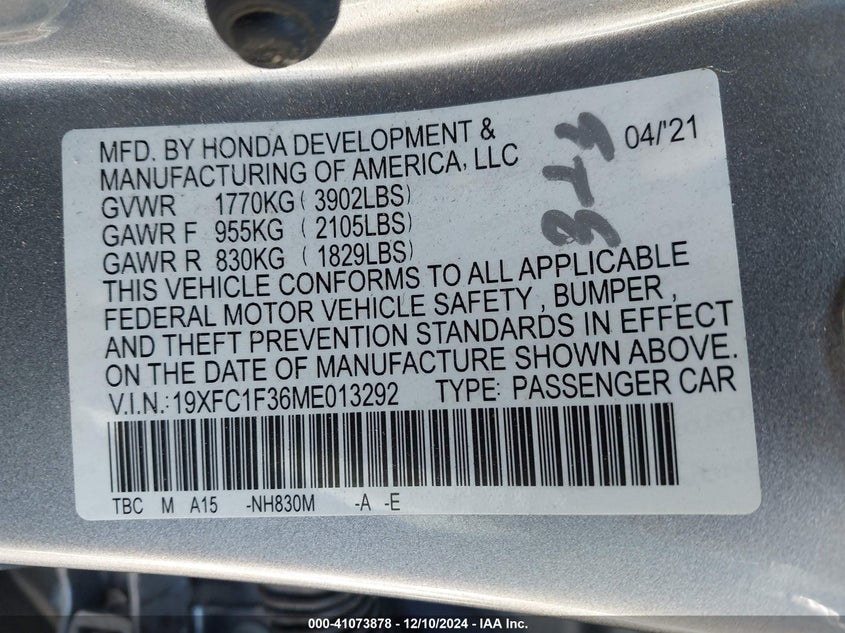 MFD. BY HONDA DEVELOPMENT & MANUFACTURING OF AMERICA, LLC 04/'21
GVWR 1770KG ( 3902LBS)
GAWR F 955KG ( 2105LBS)
GAWR R 830KG ( 1829LBS)
THIS VEHICLE CONFORMS TO ALL APPLICABLE
FEDERAL MOTOR VEHICLE SAFETY , BUMPER ,
AND THEFT PREVENTION STANDARDS IN EFFECT
ON THE DATE OF MANUFACTURE SHOWN ABOVE.
V.I.N.:19XFC1F36ME013292 TYPE: PASSENGER CAR
TBC M A15 -NH830M -A -E
000-41073878 - 12/10/2024 - IAA Inc.